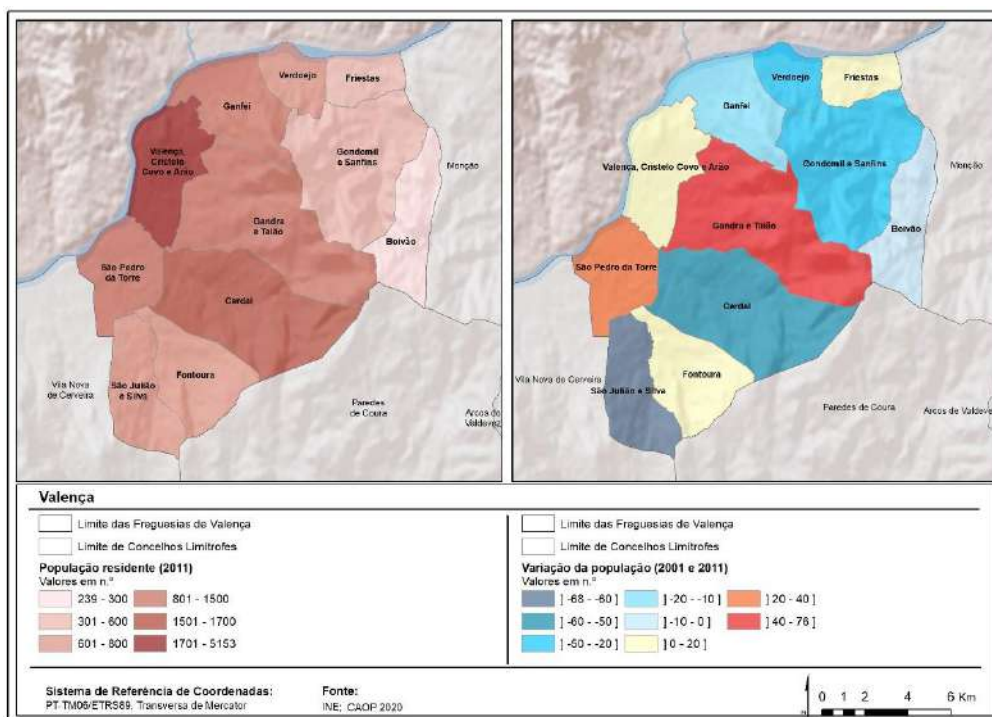 Verdoejo
Friestas
Ganfei
Valença,
Cristelo
Covo e Arão
Gondomil
e Sanfins
Monção
Gandra
e Taião
Boivão
São Pedro
da Torre
Cerdal
Fontoura
São Julião
e Silva
Vila Nova
de Cerveira
Paredes
de Coura
Arcos de
Valdevez
Verdoejo
Friestas
Ganfei
Gondomil e Sanfins
Monção
Valença, Cristelo Covo e Arão
Gandra e Taião
Boivão
São Pedro da Torre
Cerdal
Fontoura
Vila Nova de Cerveira
São Julião e Silva
Paredes de Coura
Arcos de Valdevez
Valença
Limite das Freguesias de Valença
Limite de Concelhos Limítrofes
População residente (2011)
Valores em n.º
239 - 300
301 - 600
601 - 800
801 - 1500
1501 - 1700
1701 - 5153
Limite das Freguesias de Valença
Limite de Concelhos Limítrofes
Variação da população (2001 e 2011)
Valores em n.º
] -68 - -60 ]
] -60 - -50 ]
] -50 - -20 ]
] -20 - -10 ]
] -10 - 0 ]
] 0 - 20 ]
] 20 - 40 ]
] 40 - 76 ]
Sistema de Referência de Coordenadas:
PT-TM06/ETRS89, Transversa de Mercator
Fonte:
INE; CAOP 2020
0 1 2 4 6 Km